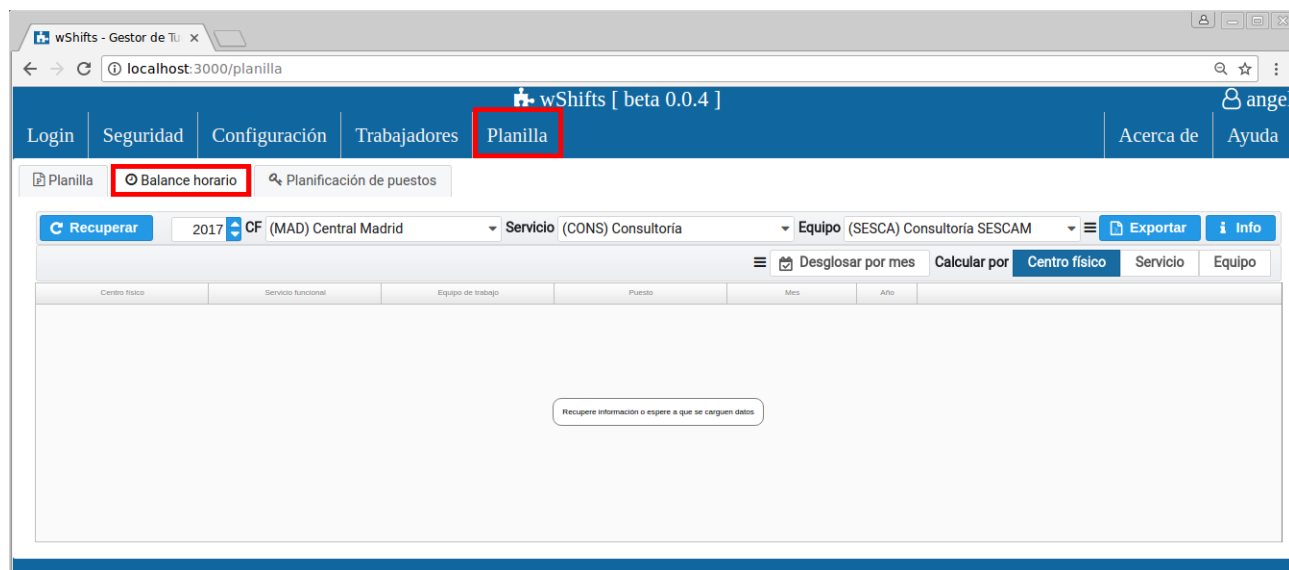 wShifts - Gestor de Tu
localhost:3000/planilla
wShifts [ beta 0.0.4 ]
ange
Login Seguridad Configuración Trabajadores Planilla Acerca de Ayuda
Planilla Balance horario Planificación de puestos
Recuperar 2017 CF (MAD) Central Madrid Servicio (CONS) Consultoría Equipo (SESCA) Consultoría SESCAM Exportar Info
Desglosar por mes Calcular por Centro físico Servicio Equipo
Centro físico Servicio funcional Equipo de trabajo Puesto Mes Año
Recupere información o espere a que se carguen datos